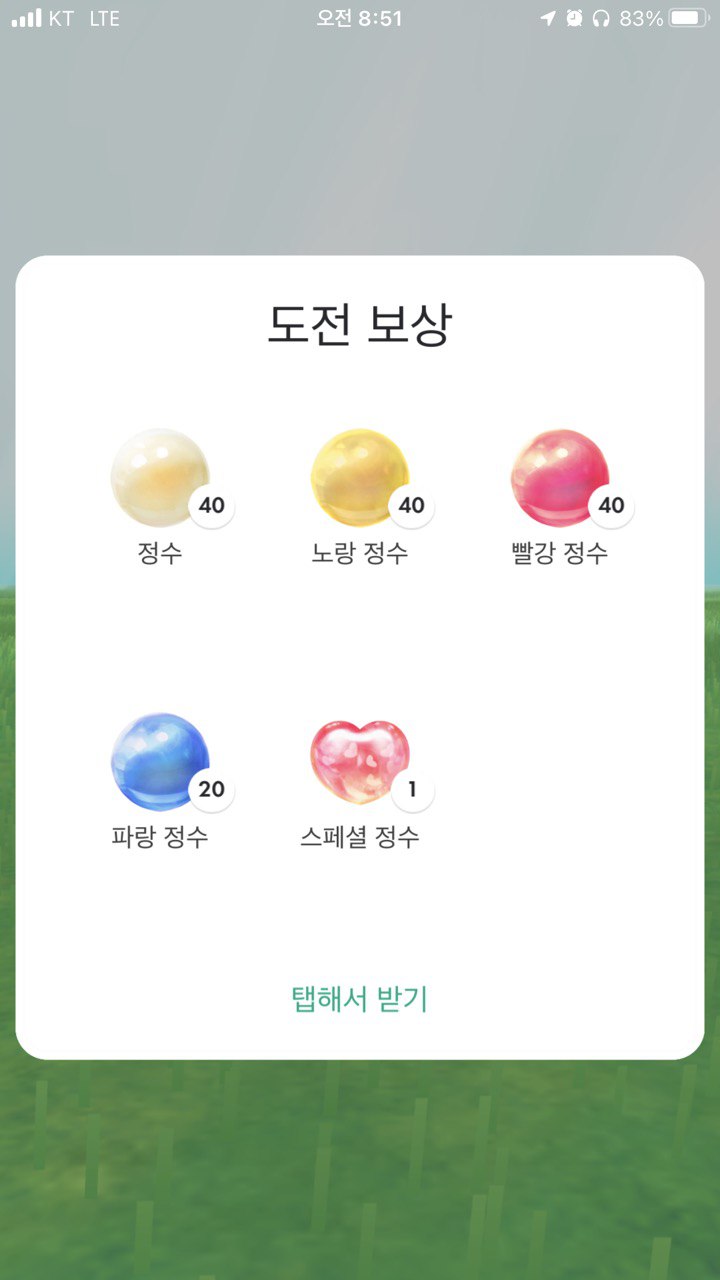 KT LTE 오전 8:51 83%
도전 보상
40 40 40
정수 노랑 정수 빨강 정수
20 1
파랑 정수 스페셜 정수
탭해서 받기